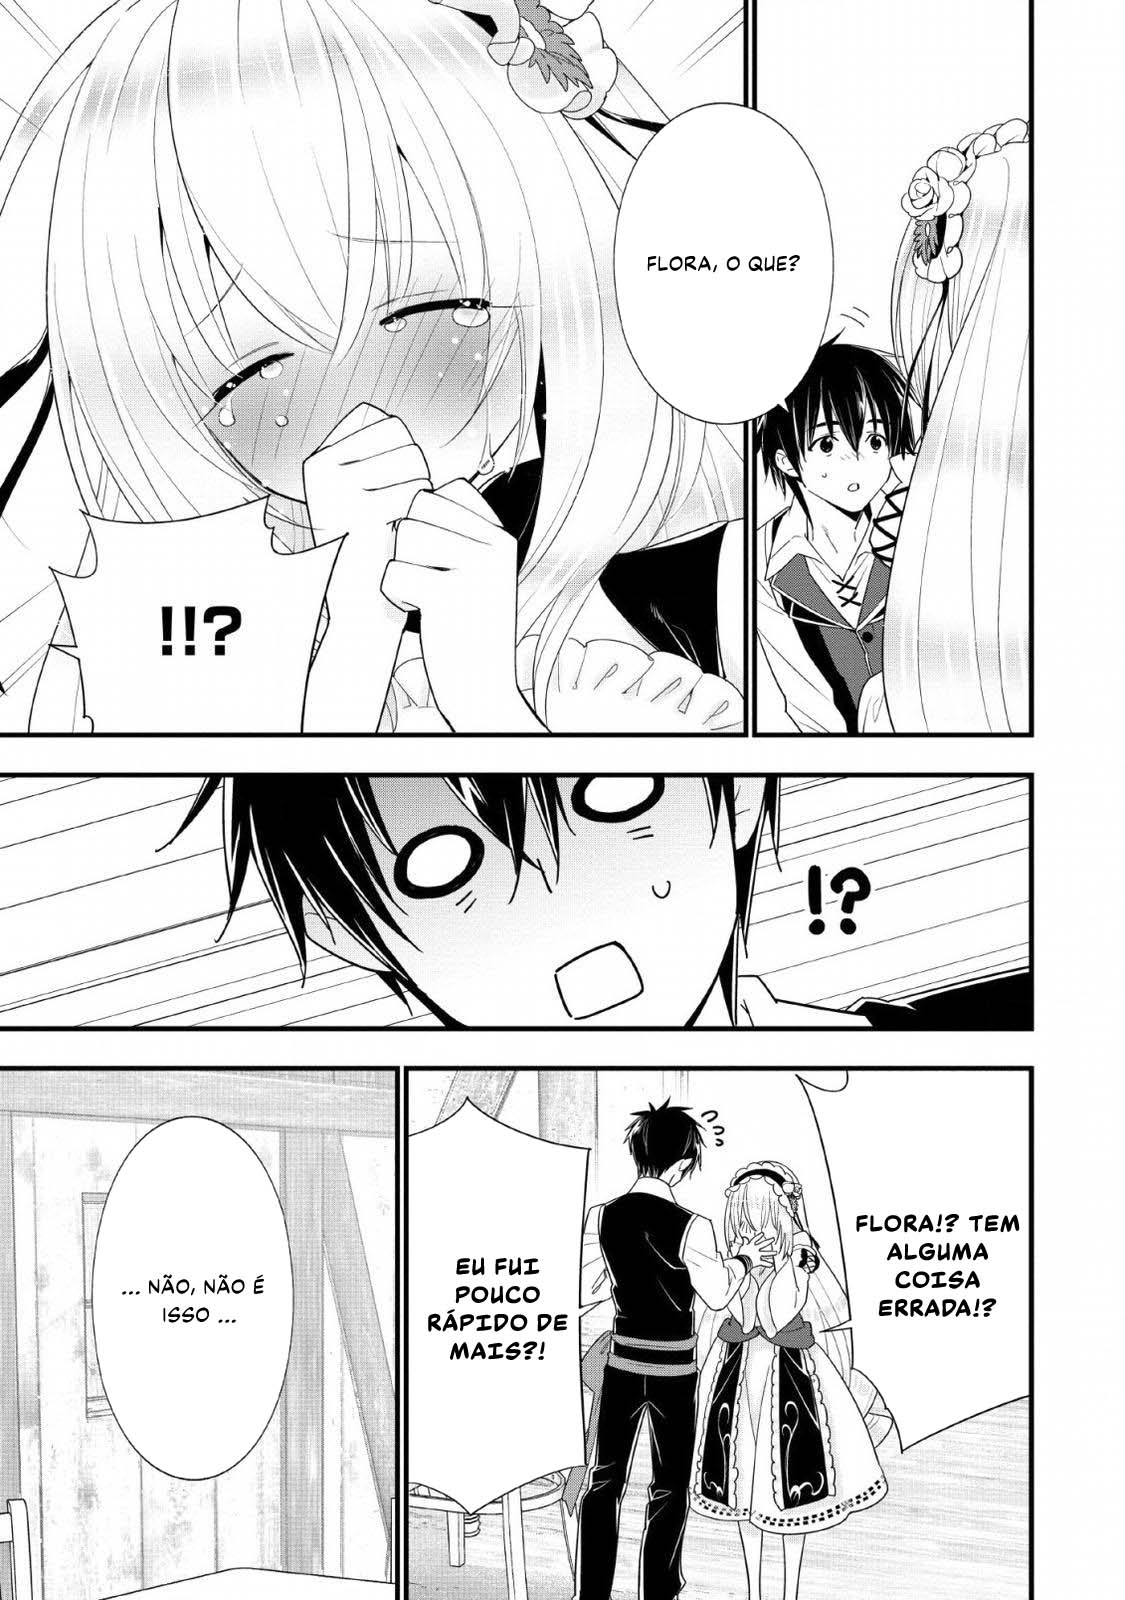 FLORA, O QUE?
!!?
!?
FLORA!? TEM
ALGUMA
COISA
ERRADA!?
EU FUI
POUCO
RÁPIDO DE
MAIS?!
... NÃO, NÃO É
ISSO ...